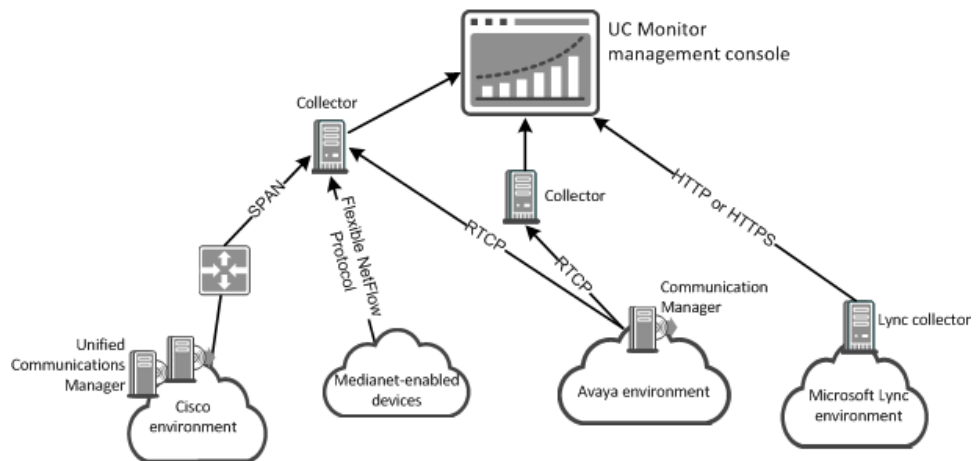 UC Monitor
management console
Collector
Collector
SPAN
Flexible NetFlow
Protocol
RTCP
RTCP
HTTP or HTTPS
Communication
Manager
Lync collector
Unified
Communications
Manager
Cisco
environment
Medianet-enabled
devices
Avaya environment
Microsoft Lync
environment